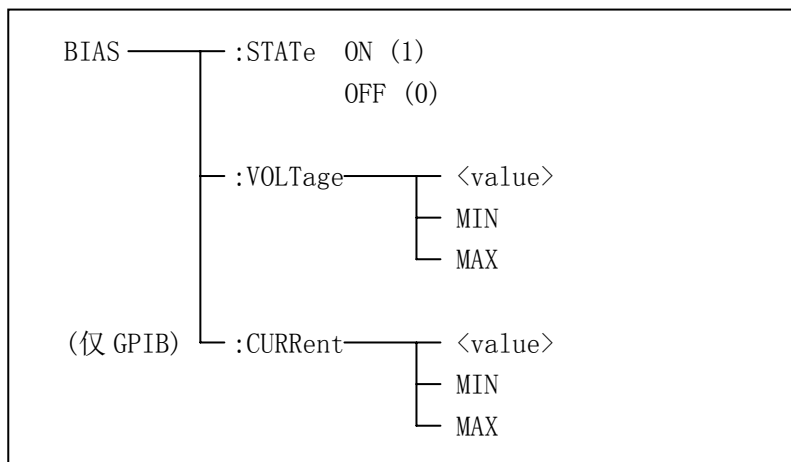 BIAS :STATe ON (1)
OFF (0)
:VOLTage <value>
MIN
MAX
(仅 GPIB) :CURRent <value>
MIN
MAX